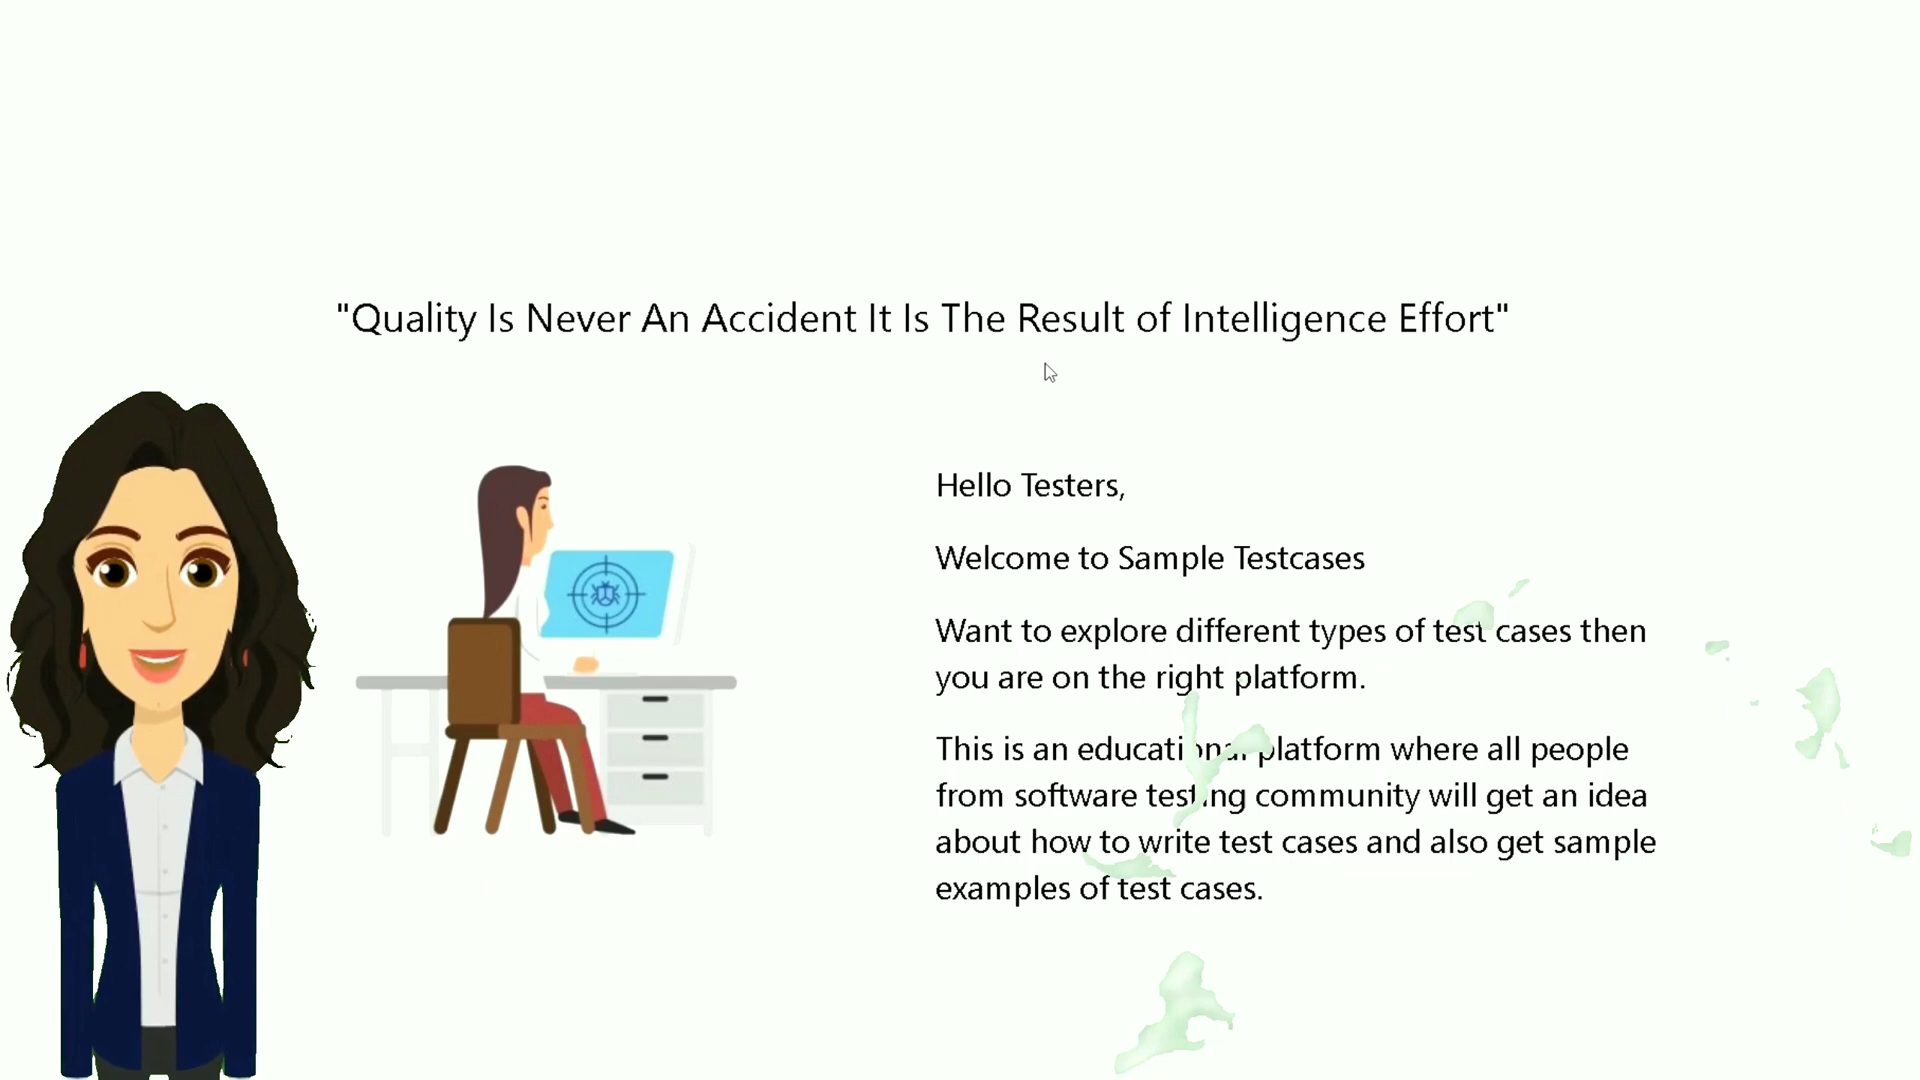 "Quality Is Never An Accident It Is The Result of Intelligence Effort"
Hello Testers,
Welcome to Sample Testcases
Want to explore different types of test cases then
you are on the right platform.
This is an educational platform where all people
from software testing community will get an idea
about how to write test cases and also get sample
examples of test cases.